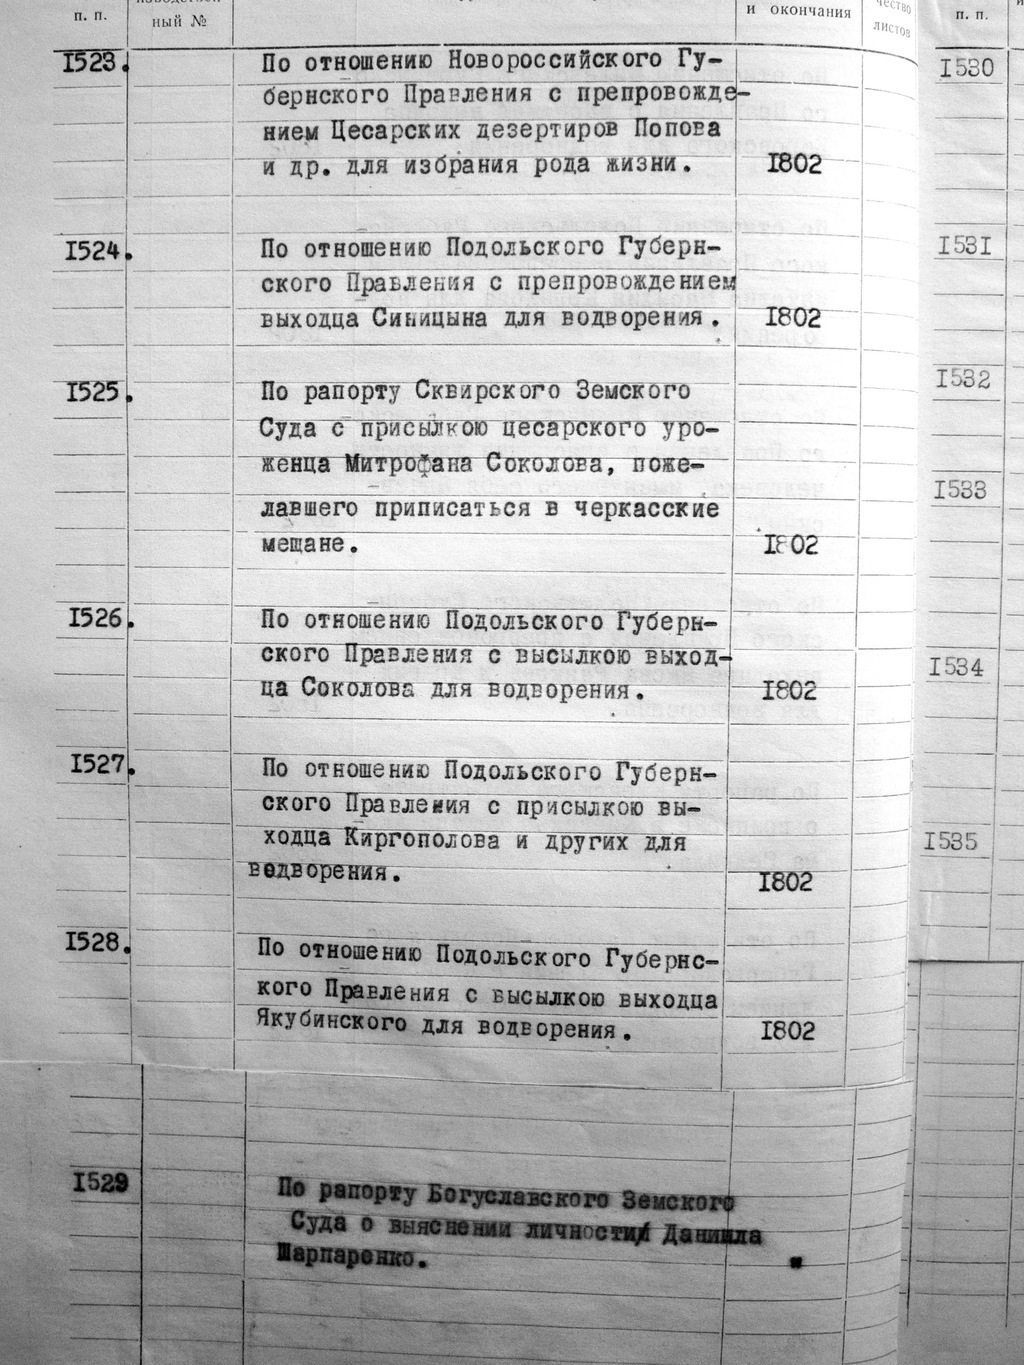 п. п.
ный №
и окончания
чество
листов
п. п.
1523.
По отношению Новороссийского Гу-
бернского Правления с препровожде-
нием Цесарских дезертиров Попова
и др. для избрания рода жизни. 1802
1524.
По отношению Подольского Губерн-
ского Правления с препровождением
выходца Синицына для водворения. 1802
1525.
По рапорту Сквирского Земского
Суда с присылкою цесарского уро-
женца Митрофана Соколова, поже-
лавшего приписаться в черкасские
мещане. 1802
1526.
По отношению Подольского Губерн-
ского Правления с высылкою выход-
ца Соколова для водворения. 1802
1527.
По отношению Подольского Губерн-
ского Правления с присылкою вы-
ходца Киргополова и других для
водворения. 1802
1528.
По отношению Подольского Губернс-
кого Правления с высылкою выходца
Якубинского для водворения. 1802
1529
По рапорту Богуславского Земского
Суда о выяснении личности Даниила
Шарпаренко. "
1530
1531
1532
1533
1534
1535